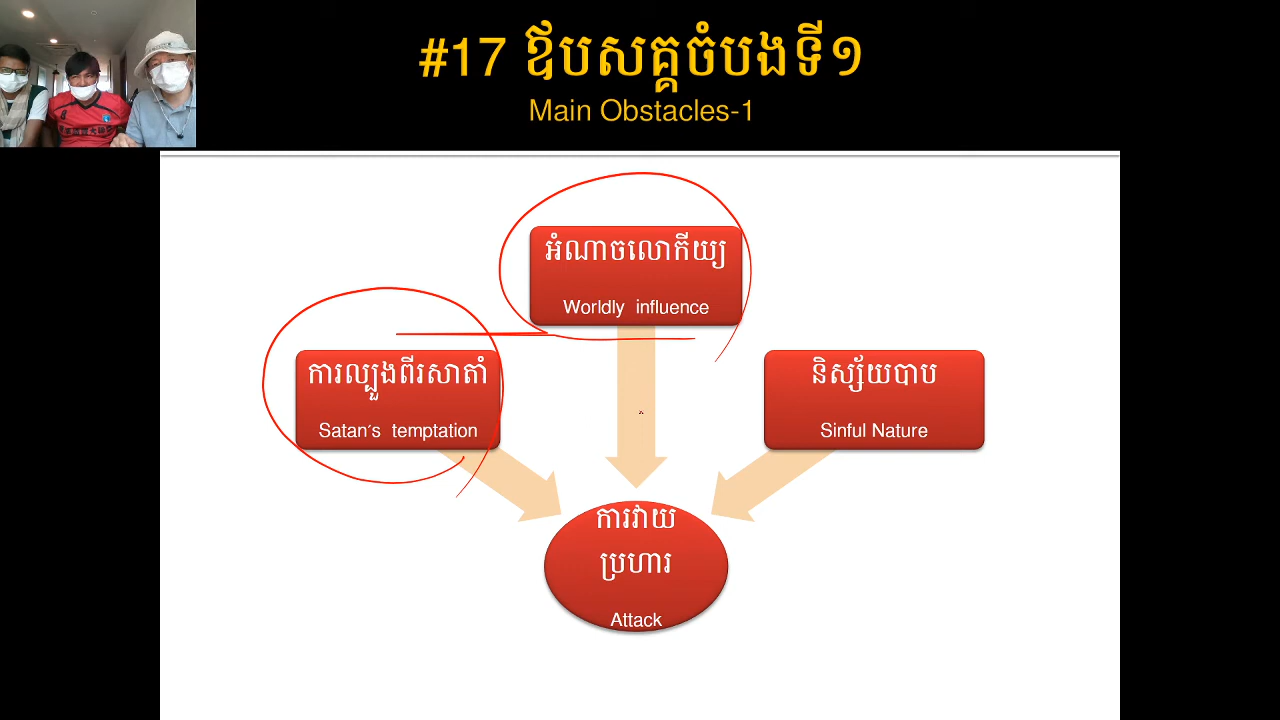 #17 ឪបសគ្គចំបងទី១
Main Obstacles-1
អំណាចលោកីយ្យ
Worldly influence
ការល្បួងពីរសាតាំ
Satan's temptation
និស្ស័យបាប
Sinful Nature
ការវាយ
ប្រហារ
Attack